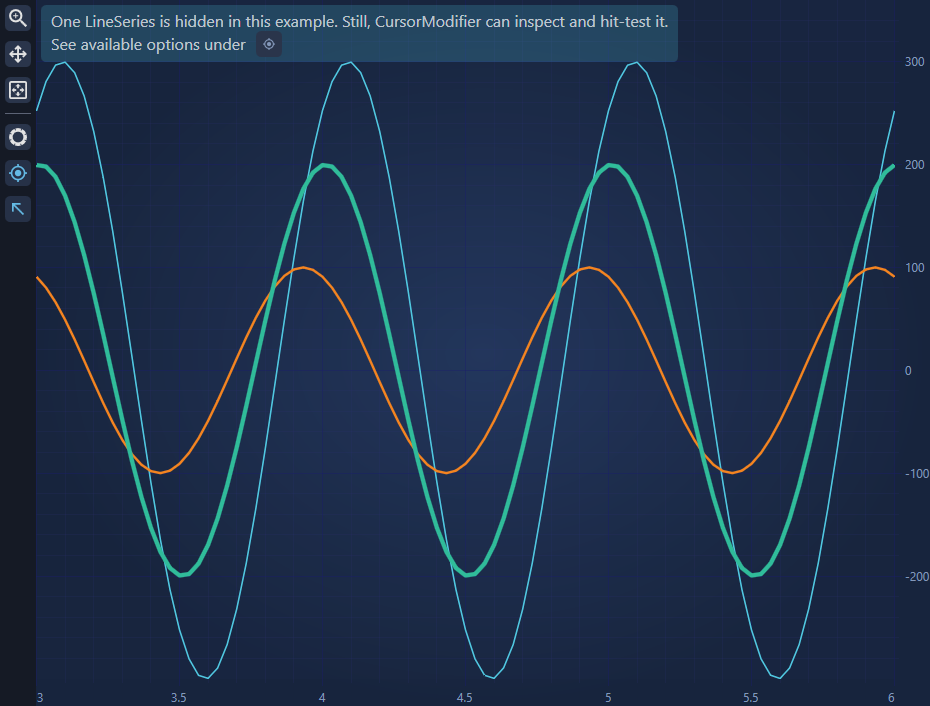 One LineSeries is hidden in this example. Still, CursorModifier can inspect and hit-test it.
See available options under
300
200
100
0
-100
-200
3 3.5 4 4.5 5 5.5 6